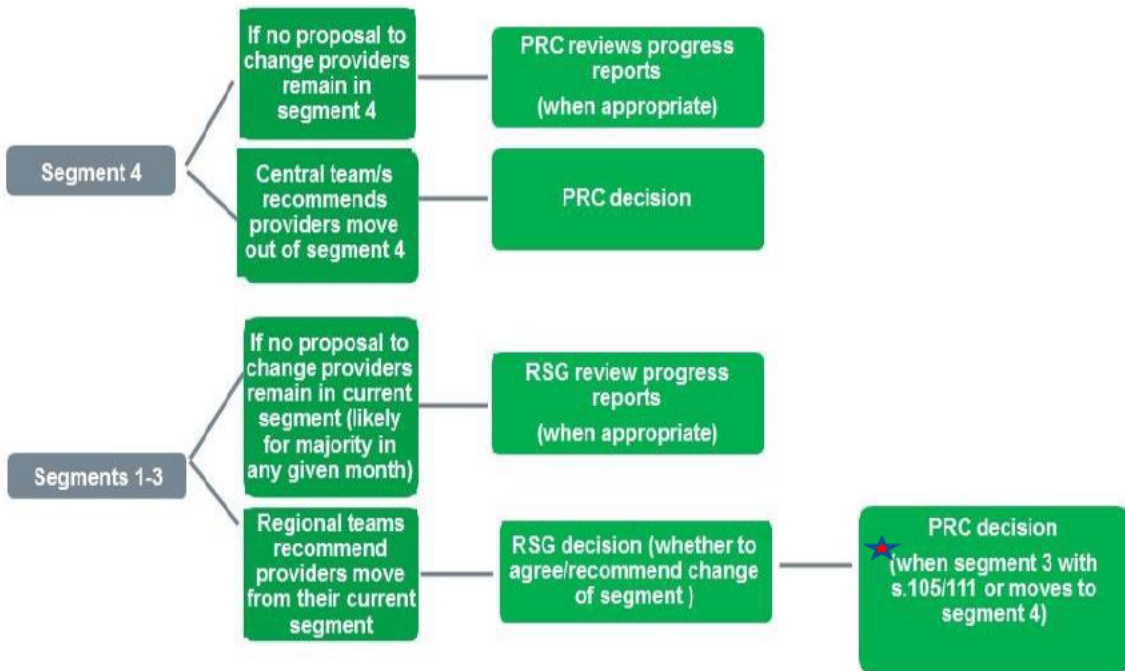 Segment 4
If no proposal to
change providers
remain in
segment 4
PRC reviews progress
reports
(when appropriate)
Central team/s
recommends
providers move
out of segment 4
PRC decision
Segments 1-3
If no proposal to
change providers
remain in current
segment (likely
for majority in
any given month)
RSG review progress
reports
(when appropriate)
Regional teams
recommend
providers move
from their current
segment
RSG decision (whether to
agree/recommend change
of segment )
PRC decision
(when segment 3 with
s.105/111 or moves to
segment 4)